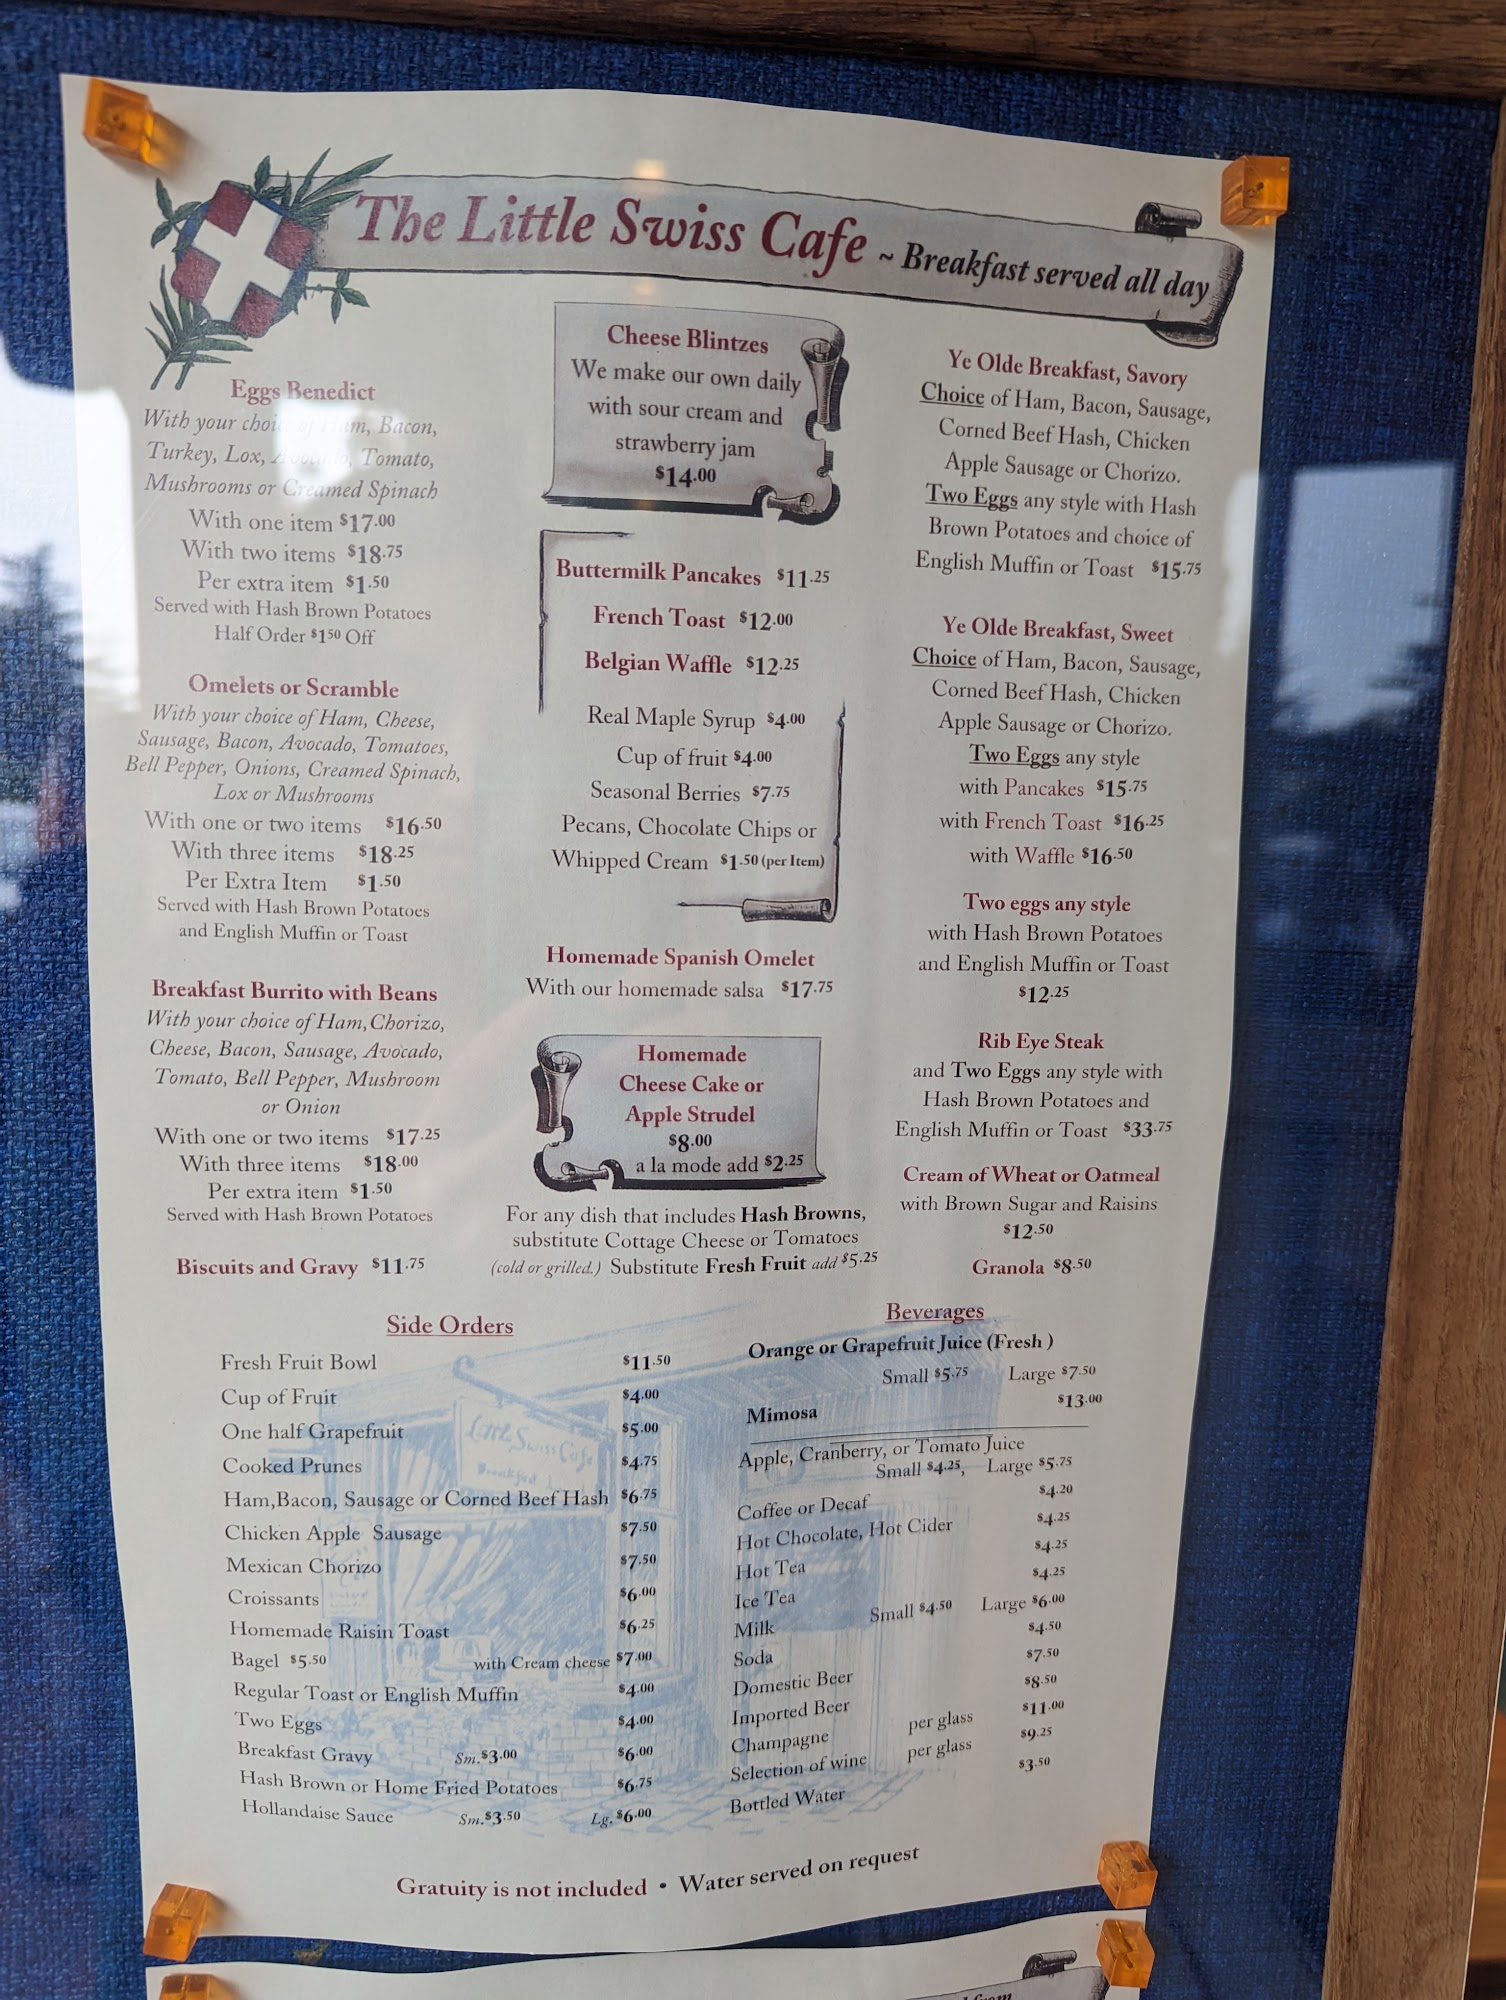 The Little Swiss Cafe ~ Breakfast served all day
Eggs Benedict
With your choice of Ham, Bacon,
Turkey, Lox, Avocado, Tomato,
Mushrooms or Creamed Spinach
With one item $17.00
With two items $18.75
Per extra item $1.50
Served with Hash Brown Potatoes
Half Order $1.50 Off
Omelets or Scramble
With your choice of Ham, Cheese,
Sausage, Bacon, Avocado, Tomatoes,
Bell Pepper, Onions, Creamed Spinach,
Lox or Mushrooms
With one or two items $16.50
With three items $18.25
Per Extra Item $1.50
Served with Hash Brown Potatoes
and English Muffin or Toast
Breakfast Burrito with Beans
With your choice of Ham, Chorizo,
Cheese, Bacon, Sausage, Avocado,
Tomato, Bell Pepper, Mushroom
or Onion
With one or two items $17.25
With three items $18.00
Per extra item $1.50
Served with Hash Brown Potatoes
Biscuits and Gravy $11.75
Cheese Blintzes
We make our own daily
with sour cream and
strawberry jam
$14.00
Buttermilk Pancakes $11.25
French Toast $12.00
Belgian Waffle $12.25
Real Maple Syrup $4.00
Cup of fruit $4.00
Seasonal Berries $7.75
Pecans, Chocolate Chips or
Whipped Cream $1.50 (per Item)
Homemade Spanish Omelet
With our homemade salsa $17.75
Homemade
Cheese Cake or
Apple Strudel
$8.00
a la mode add $2.25
For any dish that includes Hash Browns,
substitute Cottage Cheese or Tomatoes
(cold or grilled.) Substitute Fresh Fruit add $5.25
Ye Olde Breakfast, Savory
Choice of Ham, Bacon, Sausage,
Corned Beef Hash, Chicken
Apple Sausage or Chorizo.
Two Eggs any style with Hash
Brown Potatoes and choice of
English Muffin or Toast $15.75
Ye Olde Breakfast, Sweet
Choice of Ham, Bacon, Sausage,
Corned Beef Hash, Chicken
Apple Sausage or Chorizo.
Two Eggs any style
with Pancakes $15.75
with French Toast $16.25
with Waffle $16.50
Two eggs any style
with Hash Brown Potatoes
and English Muffin or Toast
$12.25
Rib Eye Steak
and Two Eggs any style with
Hash Brown Potatoes and
English Muffin or Toast $33.75
Cream of Wheat or Oatmeal
with Brown Sugar and Raisins
$12.50
Granola $8.50
Side Orders
Fresh Fruit Bowl $11.50
Cup of Fruit $4.00
One half Grapefruit $5.00
Cooked Prunes $4.75
Ham,Bacon, Sausage or Corned Beef Hash $6.75
Chicken Apple Sausage $7.50
Mexican Chorizo $7.50
Croissants $6.00
Homemade Raisin Toast $6.25
Bagel $5.50 with Cream cheese $7.00
Regular Toast or English Muffin $4.00
Two Eggs $4.00
Breakfast Gravy Sm.$3.00 $6.00
Hash Brown or Home Fried Potatoes $6.75
Hollandaise Sauce Sm.$3.50 Lg. $6.00
Little Swiss Cafe
Breakfast
Beverages
Orange or Grapefruit Juice (Fresh )
Small $5.75 Large $7.50
Mimosa $13.00
Apple, Cranberry, or Tomato Juice
Small $4.25, Large $5.75
Coffee or Decaf $4.20
Hot Chocolate, Hot Cider $4.25
Hot Tea $4.25
Ice Tea $4.25
Milk Small $4.50 Large $6.00
Soda $4.50
Domestic Beer $7.50
Imported Beer $8.50
Champagne per glass $11.00
Selection of wine per glass $9.25
Bottled Water $3.50
Gratuity is not included • Water served on request